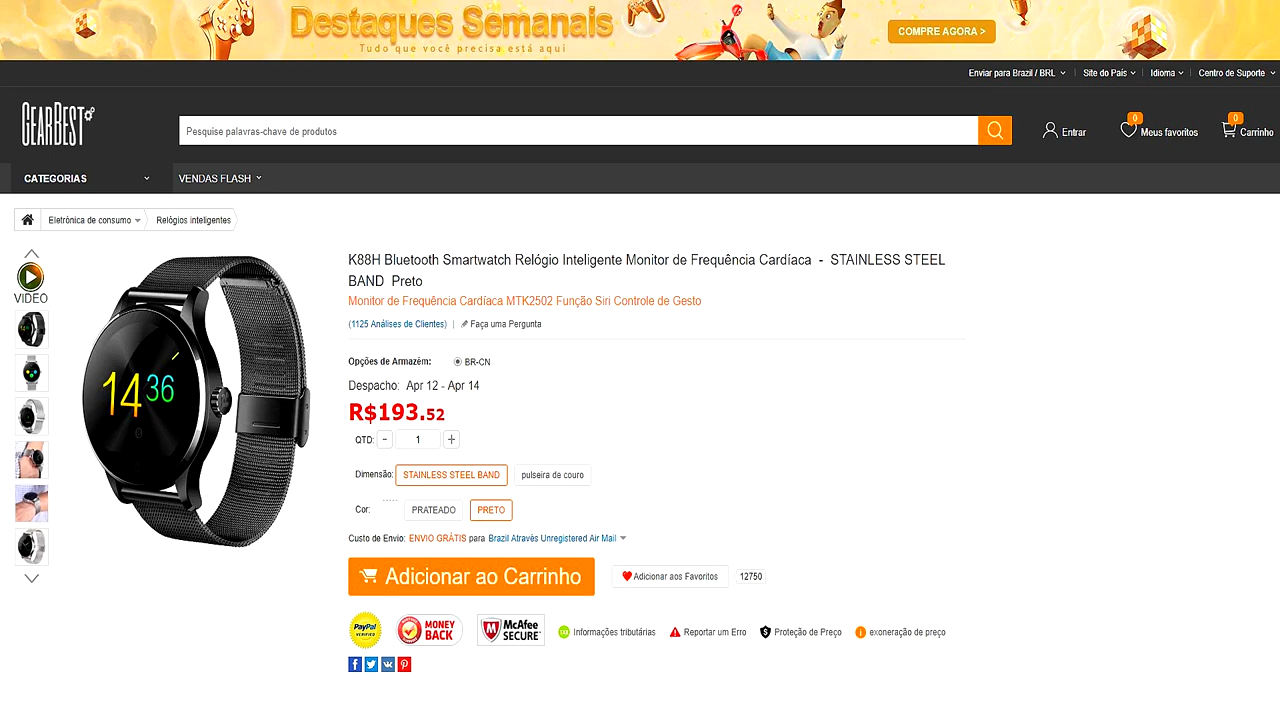 Destaques Semanais
Tudo que você precisa está aqui
COMPRE AGORA >
Enviar para Brazil / BRL
Site do País
Idioma
Centro de Suporte
GEARBEST
Pesquise palavras-chave de produtos
Entrar
0
Meus favoritos
0
Carrinho
CATEGORIAS
VENDAS FLASH
Eletrônica de consumo
Relógios inteligentes
VIDEO
14 36
K88H Bluetooth Smartwatch Relógio Inteligente Monitor de Frequência Cardíaca - STAINLESS STEEL
BAND Preto
Monitor de Frequência Cardíaca MTK2502 Função Siri Controle de Gesto
(1125 Análises de Clientes) | Faça uma Pergunta
Opções de Armazém: BR-CN
Despacho: Apr 12 - Apr 14
R$193.52
QTD: - 1 +
Dimensão: STAINLESS STEEL BAND pulseira de couro
Cor: PRATEADO PRETO
Custo de Envio: ENVIO GRÁTIS para Brazil Através Unregistered Air Mail
Adicionar ao Carrinho
Adicionar aos Favoritos
12750
PayPal
VERIFIED
MONEY
BACK
McAfee
SECURE
TAX
Informações tributárias
Reportar um Erro
Proteção de Preço
exoneração de preço